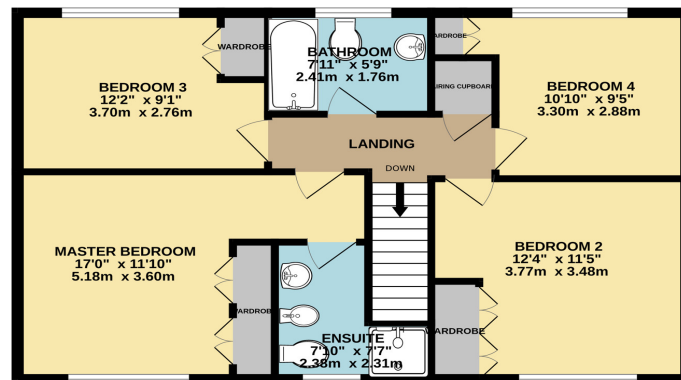 WARDROBE
BATHROOM
7'11" x 5'9"
2.41m x 1.76m
BEDROOM 3
12'2" x 9'1"
3.70m x 2.76m
ARDROBE
IRING CUPBOAR
BEDROOM 4
10'10" x 9'5"
3.30m x 2.88m
LANDING
DOWN
MASTER BEDROOM
17'0" x 11'10"
5.18m x 3.60m
ARDROBE
ENSUITE
7'10" x 7'7"
2.38m x 2.31m
BEDROOM 2
12'4" x 11'5"
3.77m x 3.48m
WARDROBE